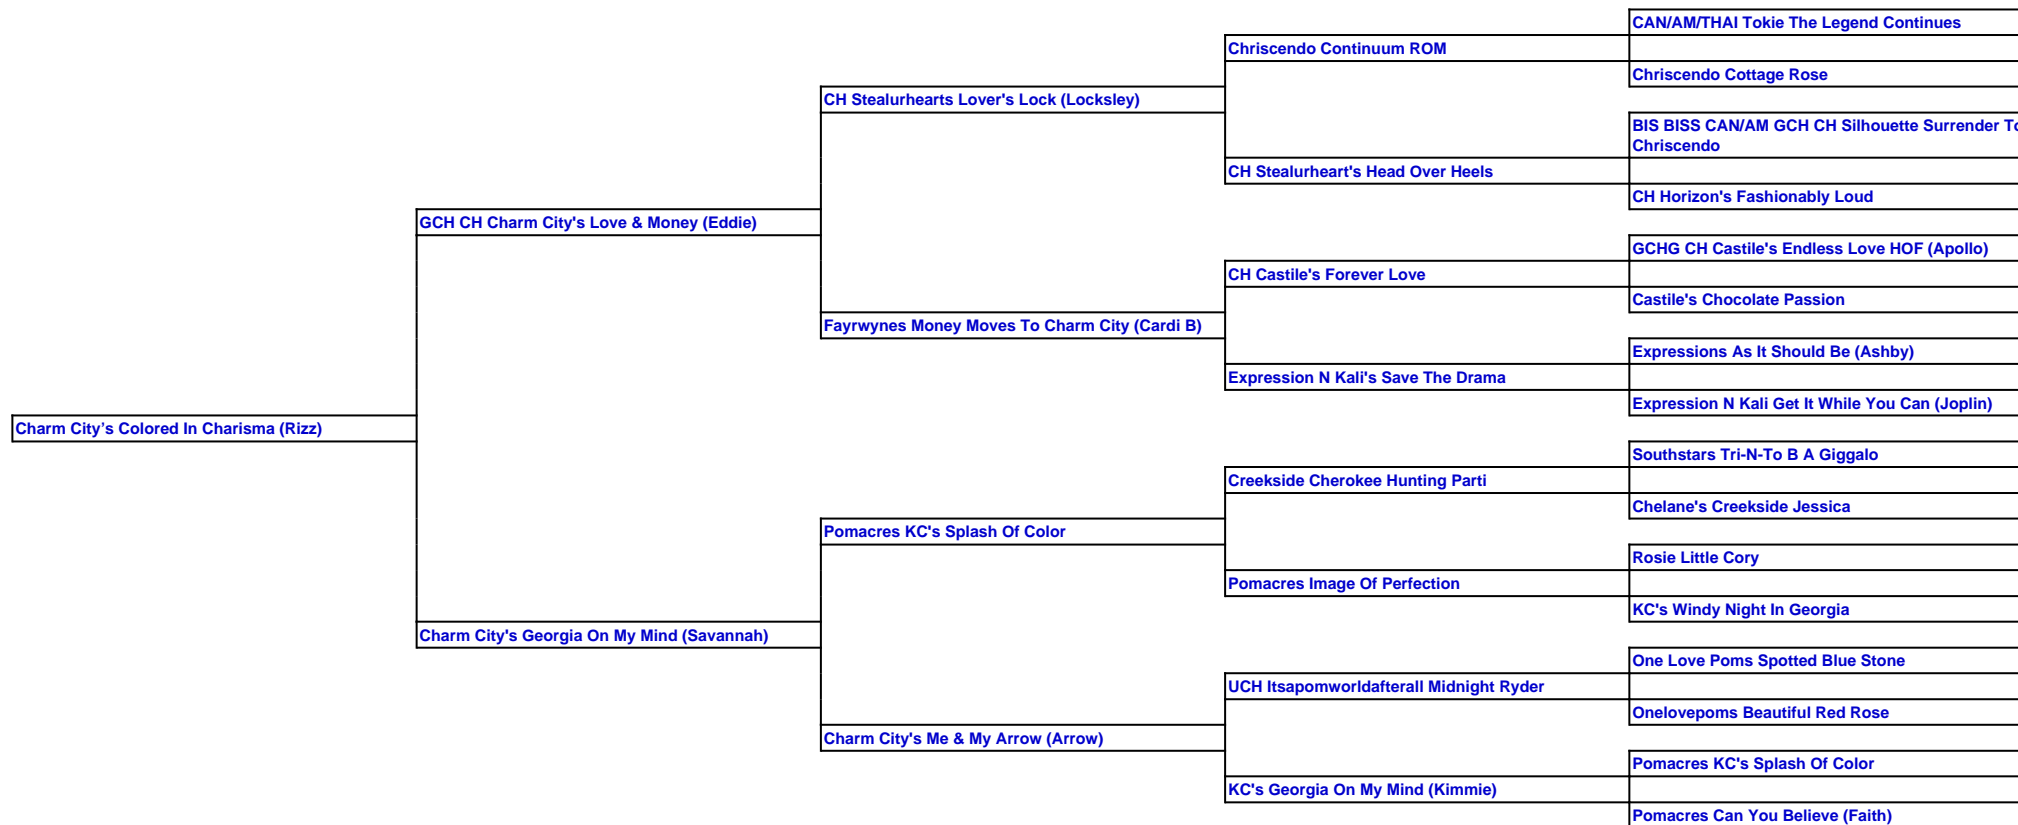 CAN/AM/THAI Tokie The Legend Continues
Chriscendo Continuum ROM
Chriscendo Cottage Rose
CH Stealurhearts Lover's Lock (Locksley)
BIS BISS CAN/AM GCH CH Silhouette Surrender To
Chriscendo
CH Stealurheart's Head Over Heels
CH Horizon's Fashionably Loud
GCH CH Charm City's Love & Money (Eddie)
GCHG CH Castile's Endless Love HOF (Apollo)
CH Castile's Forever Love
Castile's Chocolate Passion
Fayrwynes Money Moves To Charm City (Cardi B)
Expressions As It Should Be (Ashby)
Expression N Kali's Save The Drama
Expression N Kali Get It While You Can (Joplin)
Charm City’s Colored In Charisma (Rizz)
Southstars Tri-N-To B A Giggalo
Creekside Cherokee Hunting Parti
Chelane's Creekside Jessica
Pomacres KC's Splash Of Color
Rosie Little Cory
Pomacres Image Of Perfection
KC's Windy Night In Georgia
Charm City's Georgia On My Mind (Savannah)
One Love Poms Spotted Blue Stone
UCH Itsapomworldafterall Midnight Ryder
Onelovepoms Beautiful Red Rose
Charm City's Me & My Arrow (Arrow)
Pomacres KC's Splash Of Color
KC's Georgia On My Mind (Kimmie)
Pomacres Can You Believe (Faith)